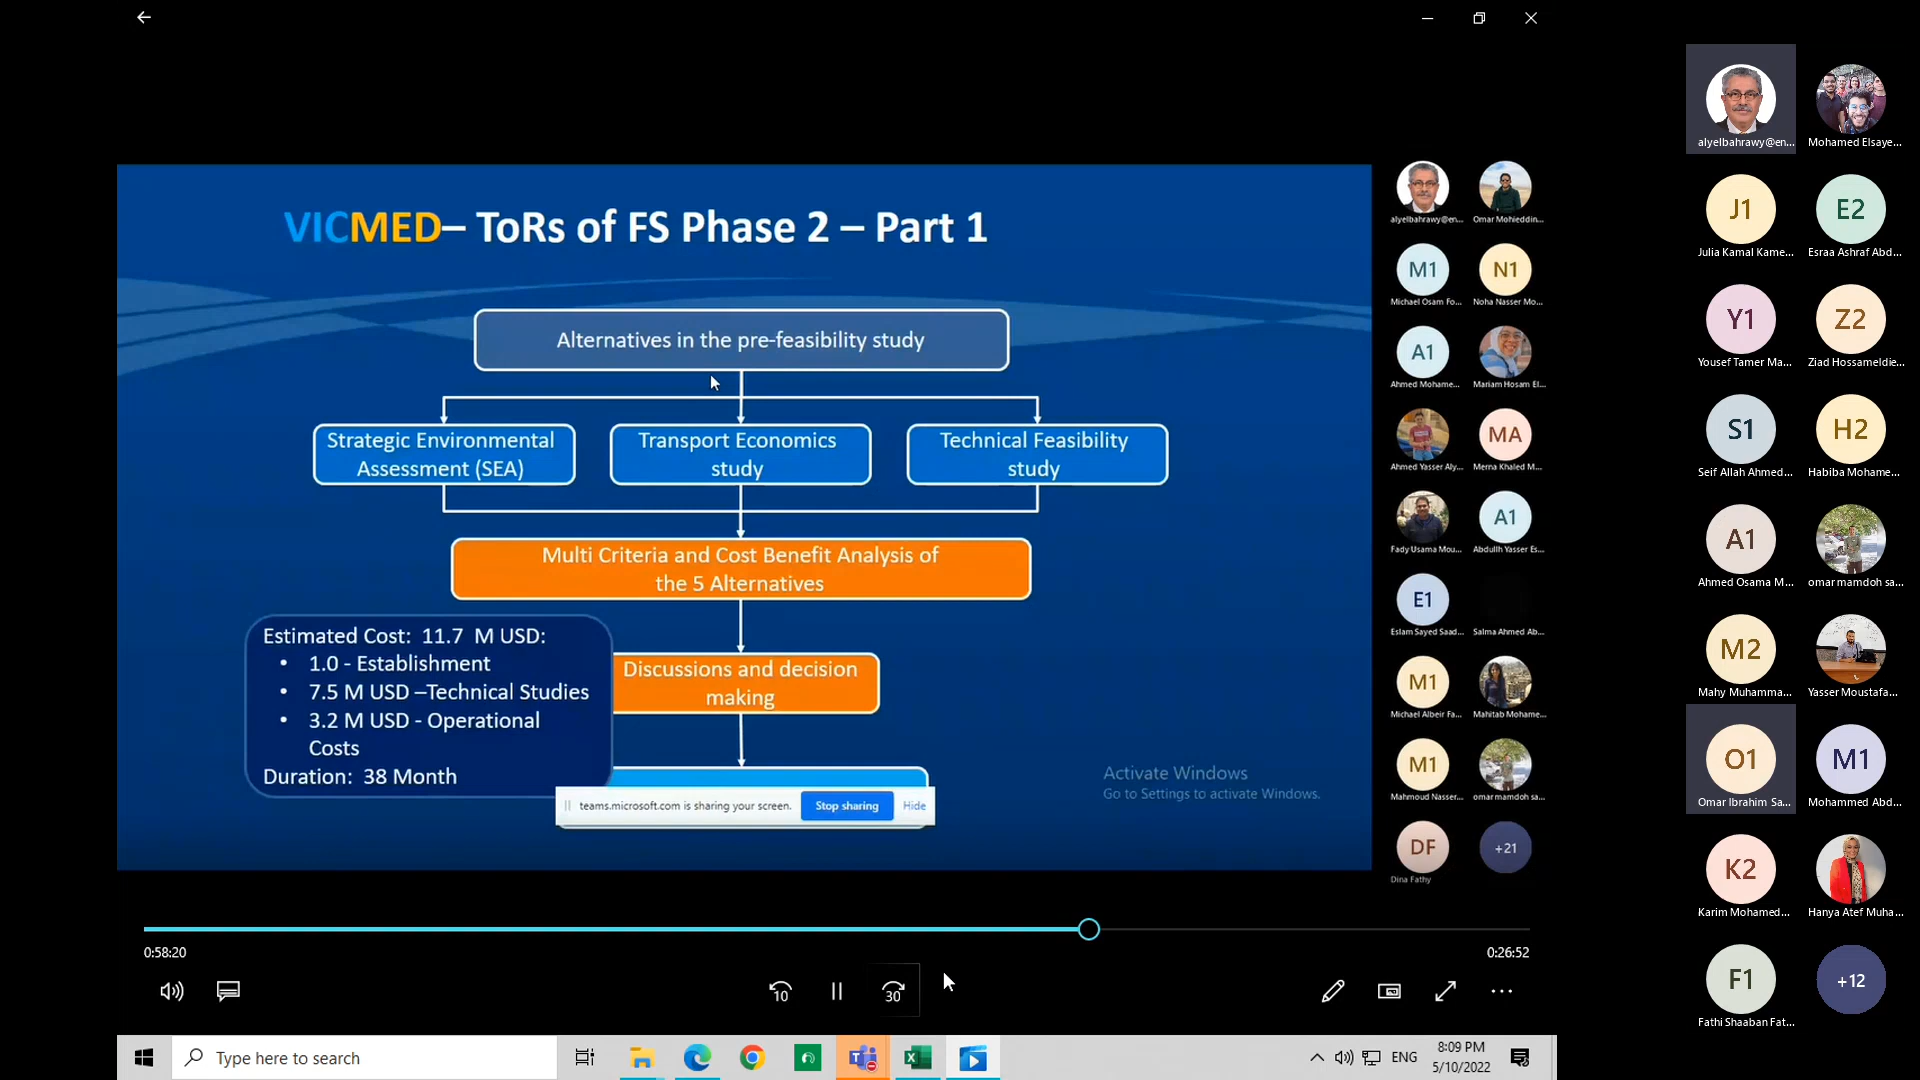 VICMED– ToRs of FS Phase 2 – Part 1
Alternatives in the pre-feasibility study
Strategic Environmental
Assessment (SEA)
Transport Economics
study
Technical Feasibility
study
Multi Criteria and Cost Benefit Analysis of
the 5 Alternatives
Discussions and decision
making
Estimated Cost: 11.7 M USD:
• 1.0 - Establishment
• 7.5 M USD –Technical Studies
• 3.2 M USD - Operational
Costs
Duration: 38 Month
teams.microsoft.com is sharing your screen. Stop sharing Hide
Activate Windows
Go to Settings to activate Windows.
alyelbahrawy@en... Omar Mohieddin...
M1 N1
Michael Osam Fo... Noha Nasser Mo...
A1
Ahmed Mohame... Mariam Hosam El...
MA
Ahmed Yasser Aly... Merna Khaled M...
A1
Fady Usama Mou... Abdullh Yasser Es...
E1
Eslam Sayed Saad... Salma Ahmed Ab...
M1
Michael Albeir Fa... Mahitab Mohame...
M1
Mahmoud Nasser... omar mamdoh sa...
DF +21
Dina Fathy
alyelbahrawy@en... Mohamed Elsaye...
J1 E2
Julia Kamal Kame... Esraa Ashraf Abd...
Y1 Z2
Yousef Tamer Ma... Ziad Hossameldie...
S1 H2
Seif Allah Ahmed... Habiba Mohame...
A1
Ahmed Osama M... omar mamdoh sa...
M2
Mahy Muhamma... Yasser Moustafa...
O1 M1
Omar Ibrahim Sa... Mohammed Abd...
K2
Karim Mohamed... Hanya Atef Muha...
F1 +12
Fathi Shaaban Fat...
0:58:20 0:26:52
10 30
Type here to search
ENG
8:09 PM
5/10/2022